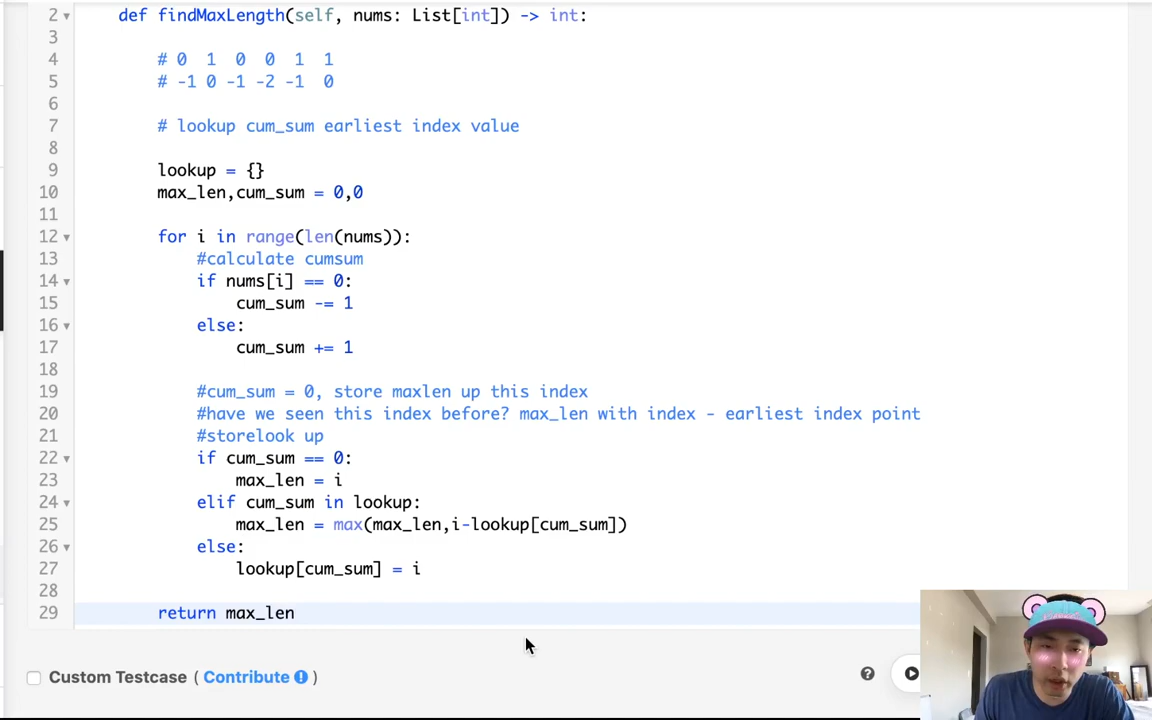 2 def findMaxLength(self, nums: List[int]) -> int:
3
4 # 0 1 0 0 1 1
5 # -1 0 -1 -2 -1 0
6
7 # lookup cum_sum earliest index value
8
9 lookup = {}
10 max_len,cum_sum = 0,0
11
12 for i in range(len(nums)):
13 #calculate cumsum
14 if nums[i] == 0:
15 cum_sum -= 1
16 else:
17 cum_sum += 1
18
19 #cum_sum = 0, store maxlen up this index
20 #have we seen this index before? max_len with index - earliest index point
21 #storelook up
22 if cum_sum == 0:
23 max_len = i
24 elif cum_sum in lookup:
25 max_len = max(max_len,i-lookup[cum_sum])
26 else:
27 lookup[cum_sum] = i
28
29 return max_len
Custom Testcase ( Contribute )